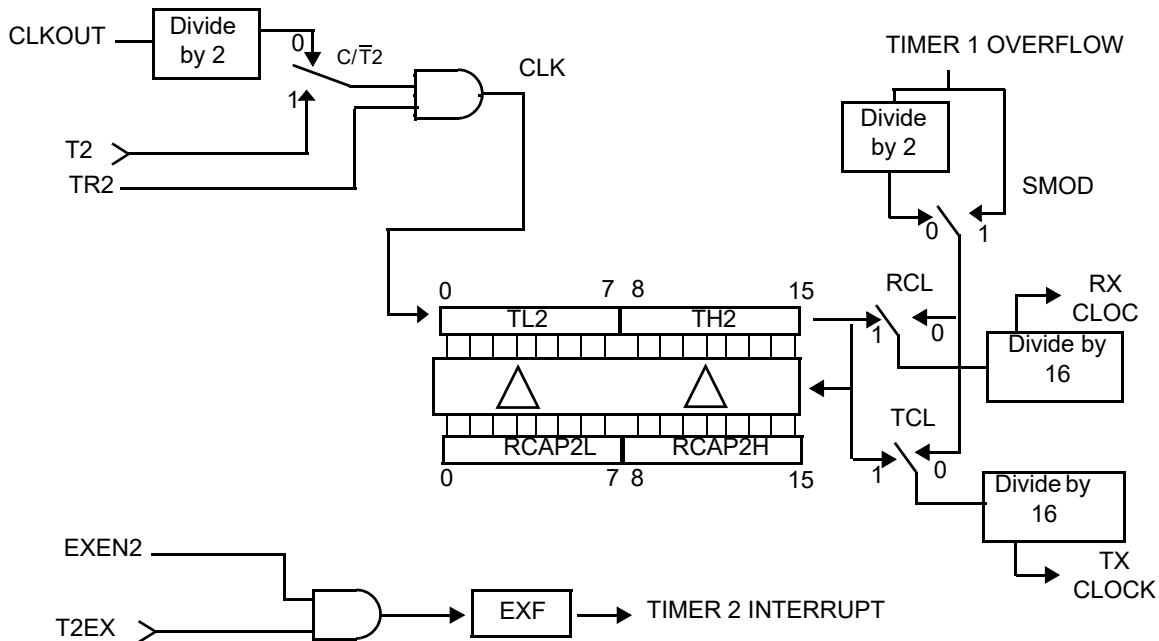 CLKOUT
Divide
by 2
0
C/T̅2
1
CLK
T2
TR2
TIMER 1 OVERFLOW
Divide
by 2
SMOD
0
1
0
7
8
15
TL2
TH2
RCL
1
0
RX
CLOC
Divide by
16
TCL
1
0
RCAP2L
RCAP2H
0
7
8
15
Divide by
16
TX
CLOCK
EXEN2
T2EX
EXF
TIMER 2 INTERRUPT